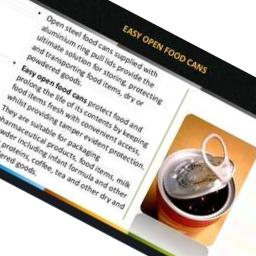 EASY OPEN FOOD CANS
• Open steel food cans supplied with
aluminium ring pull lids provide the
ultimate solution for storing, protecting
and transporting food items, dry or
powdered goods.
• Easy open food cans protect food and
prolong the life of its contents by keeping
food items fresh with convenient access
whilst providing tamper evident protection.
They are suitable for packaging
pharmaceutical products, food items, milk
powder including infant formula and other
proteins, coffee, tea and other dry and
goods.